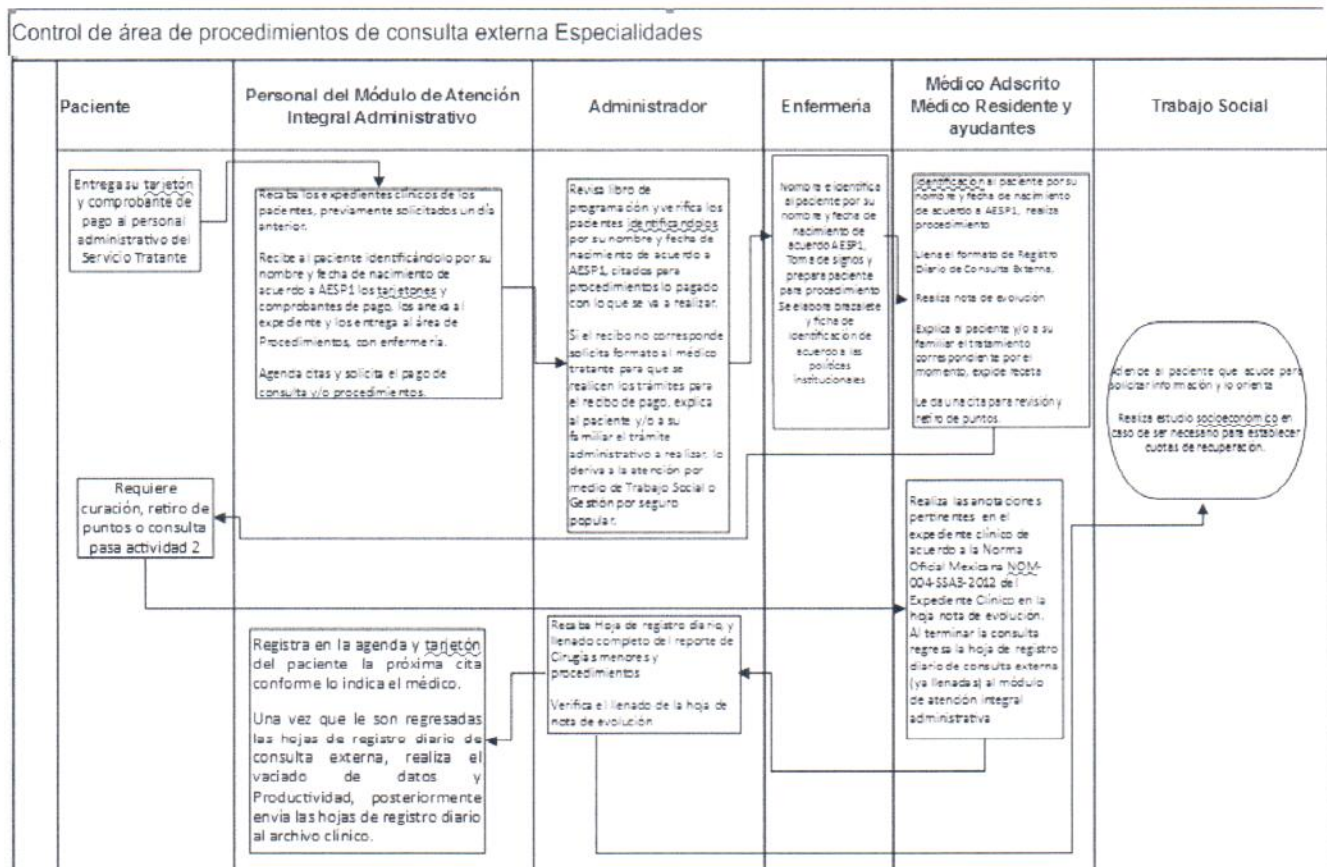 Control de área de procedimientos de consulta externa Especialidades
Paciente
Personal del Módulo de Atención
Integral Administrativo
Administrador
Enfermería
Médico Adscrito
Médico Residente y
ayudantes
Trabajo Social
Entrega su tarjetón
y comprobante de
pago al personal
administrativo del
Servicio Tratante
Recaba los expedientes clínicos de los
pacientes, previamente solicitados un día
anterior.
Recibe al paciente identificándolo por su
nombre y fecha de nacimiento de
acuerdo a AESP1 los tarjetones y
comprobantes de pago, los anexa al
expediente y los entrega al área de
Procedimientos, con enfermería.
Agenda citas y solicita el pago de
consulta y/o procedimientos.
Revisa libro de
programación y verifica los
pacientes identificándolos
por su nombre y fecha de
nacimiento de acuerdo a
AESP1, citados para
procedimientos lo pagado
con lo que se va a realizar.
Si el recibo no corresponde
solicita formato al médico
tratante para que se
realicen los trámites para
el recibo de pago, explica
al paciente y/o a su
familiar el trámite
administrativo a realizar, lo
deriva a la atención por
medio de Trabajo Social o
Gestión por seguro
popular.
Nombre e identifica
al paciente por su
nombre y fecha de
nacimiento de
acuerdo AESP1,
Toma de signos y
prepara paciente
para procedimiento
Se elabora brazalete
y ficha de
identificación de
acuerdo a las
políticas
institucionales
Identificación al paciente por su
nombre y fecha de nacimiento
de acuerdo a AESP1, realiza
procedimiento
Llena el formato de Registro
Diario de Consulta Externa,
Realiza nota de evolución
Explica al paciente y/o a su
familiar el tratamiento
correspondiente por el
momento, expide receta
Le da una cita para revisión y
retiro de puntos.
Atiende al paciente que acude para
solicitar información y lo orienta
Realiza estudio socioeconómico en
caso de ser necesario para establecer
cuotas de recuperación.
Requiere
curación, retiro de
puntos o consulta
pasa actividad 2
Realiza las anotaciones
pertinentes en el
expediente clínico de
acuerdo a la Norma
Oficial Mexicana NOM-
004-SSA3-2012 del
Expediente Clínico en la
hoja nota de evolución.
Al terminar la consulta
regresa la hoja de registro
diario de consulta externa
(ya llenadas) al módulo
de atención integral
administrativa
Registra en la agenda y tarjetón
del paciente la próxima cita
conforme lo indica el médico.
Una vez que le son regresadas
las hojas de registro diario de
consulta externa, realiza el
vaciado de datos y
Productividad, posteriormente
envía las hojas de registro diario
al archivo clínico.
Recaba Hoja de registro diario, y
llenado completo del reporte de
Cirugías menores y
procedimientos
Verifica el llenado de la hoja de
nota de evolución